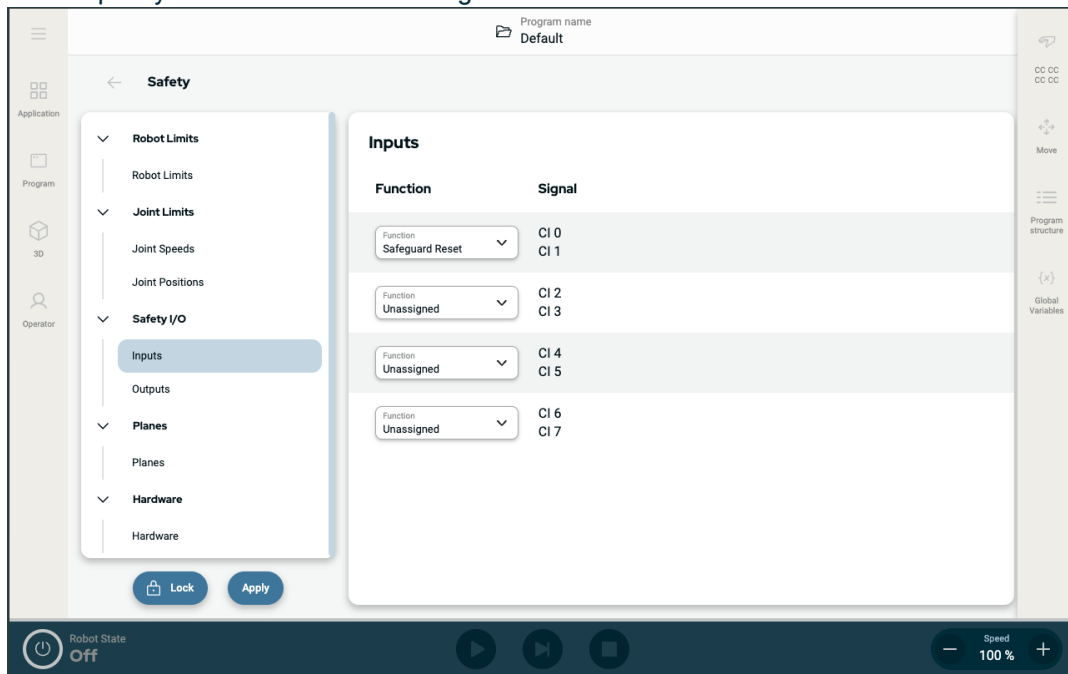 Program name
Default
Safety
Application
Program
3D
Operator
Robot Limits
Robot Limits
Joint Limits
Joint Speeds
Joint Positions
Safety I/O
Inputs
Outputs
Planes
Planes
Hardware
Hardware
Lock
Apply
Inputs
Function
Signal
Function
Safeguard Reset
CI 0
CI 1
Function
Unassigned
CI 2
CI 3
Function
Unassigned
CI 4
CI 5
Function
Unassigned
CI 6
CI 7
CC CC
CC CC
Move
Program
structure
{x}
Global
Variables
Robot State
Off
Speed
100 %